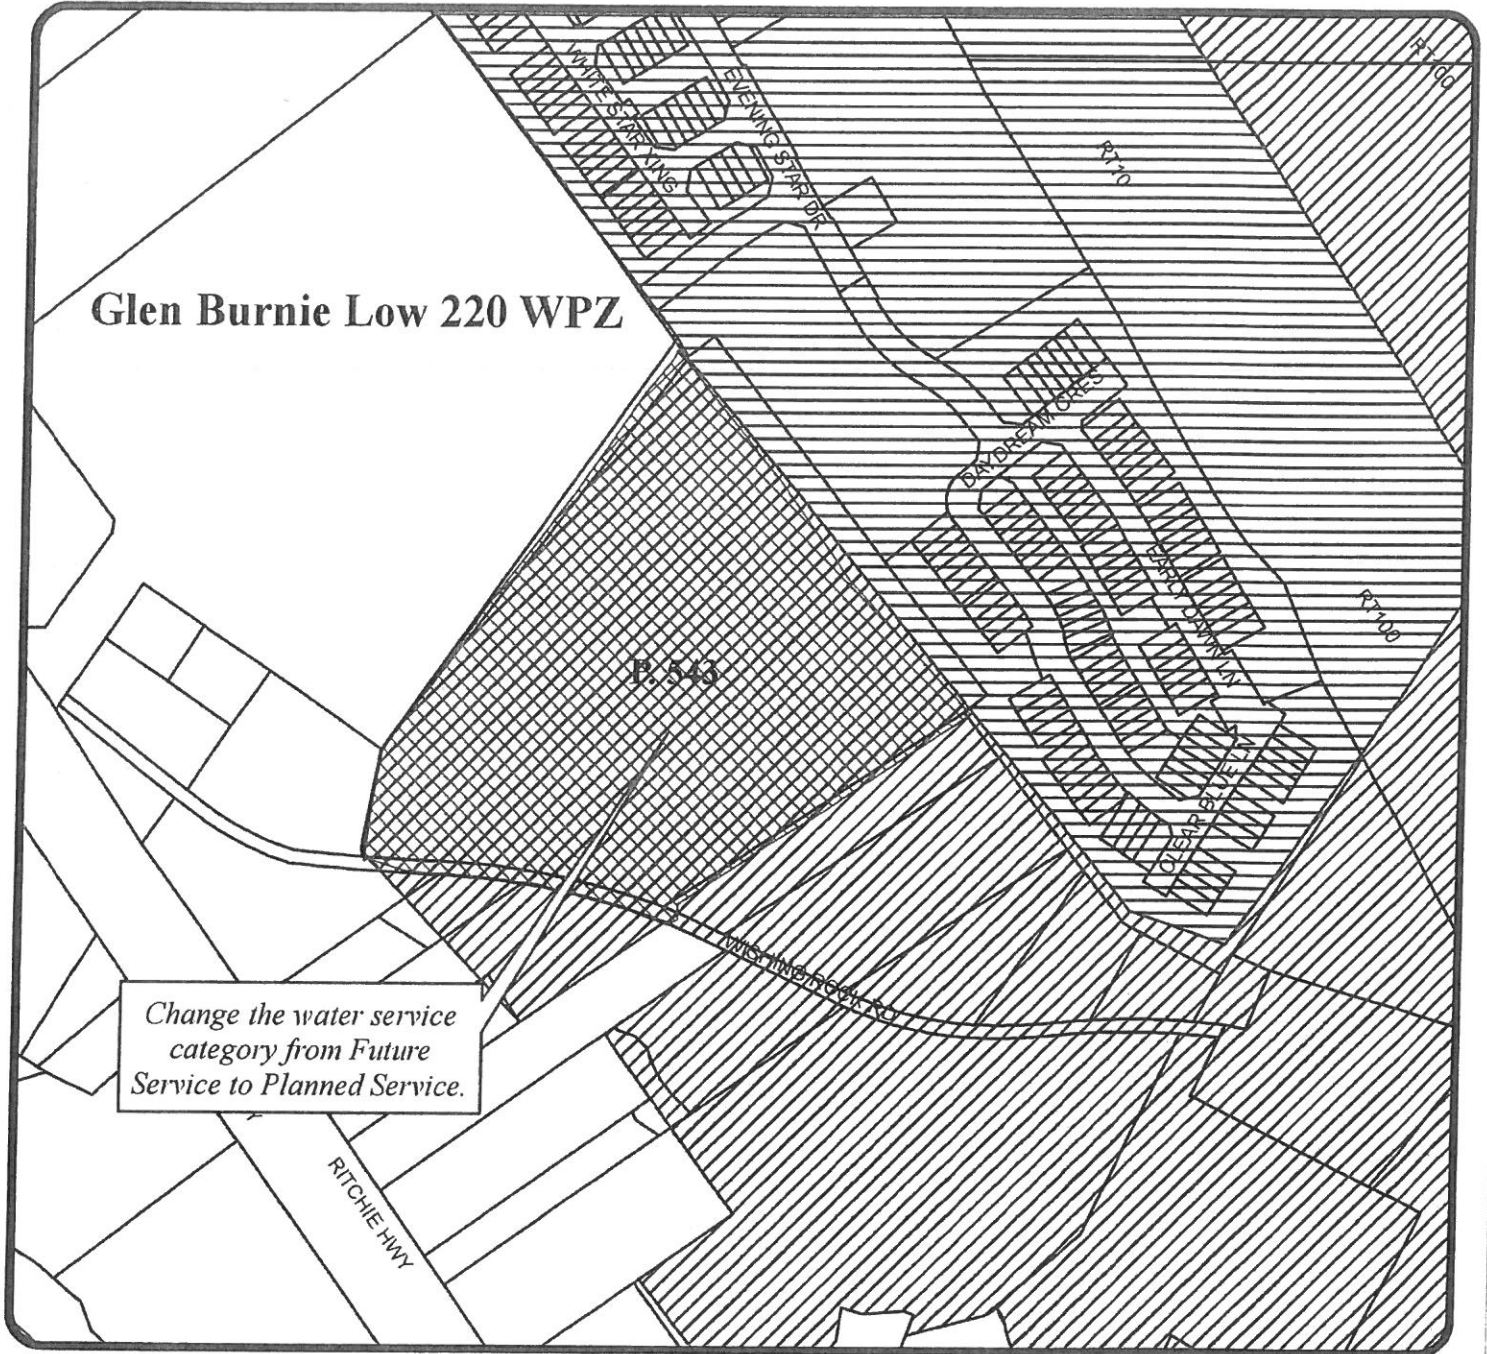 RT100
WHITE STAR XING
EVENING STAR DR
RT10
Glen Burnie Low 220 WPZ
DAYDREAM CRES
EARLY DAWN LN
RT100
P. 543
CLEAR BLUE LN
WISHING ROCK RD
Change the water service
category from Future
Service to Planned Service.
Y
RITCHIE HWY